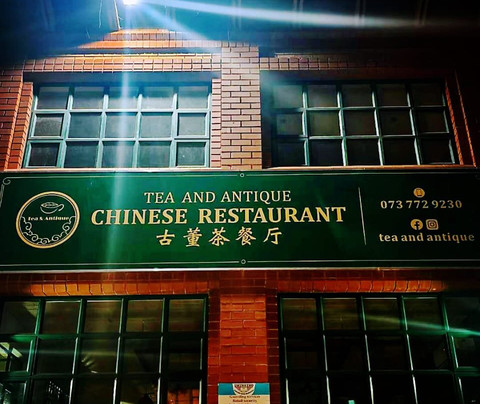 tea & Antique
TEA AND ANTIQUE
CHINESE RESTAURANT
古董茶餐厅
073 772 9230
tea and antique